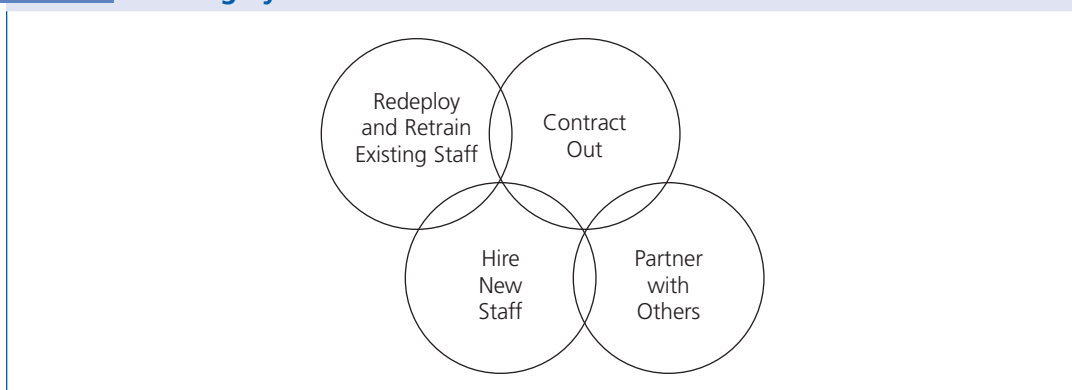 Redeploy
and Retrain
Existing Staff
Contract
Out
Hire
New
Staff
Partner
with
Others